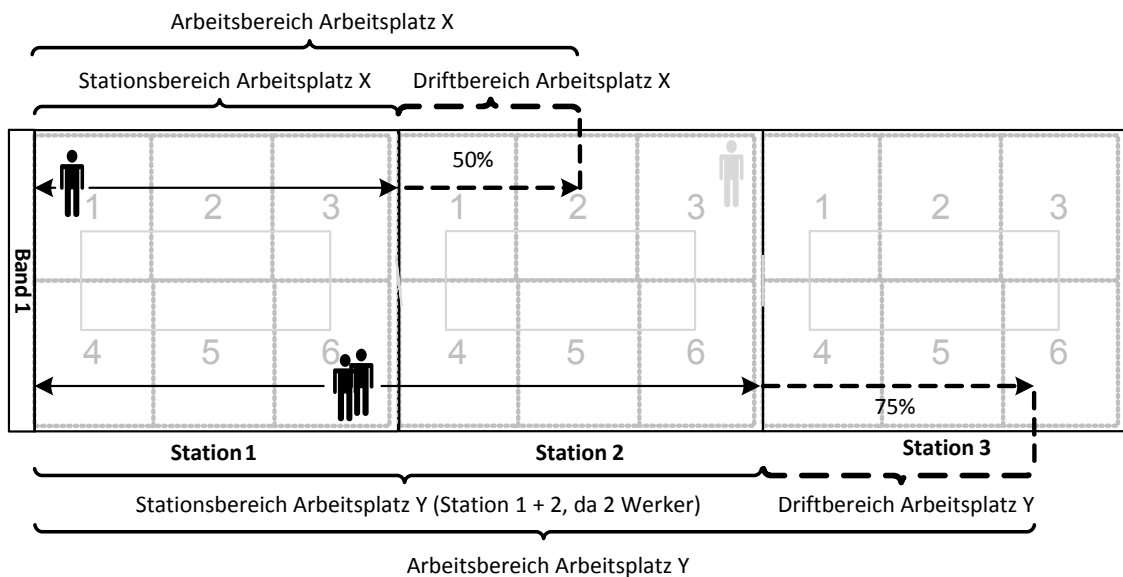 Arbeitsbereich Arbeitsplatz X
Stationsbereich Arbeitsplatz X
Driftbereich Arbeitsplatz X
50%
1 2 3
1 2 3
1 2 3
Band 1
4 5 6
4 5 6
4 5 6
75%
Station 1
Station 2
Station 3
Stationsbereich Arbeitsplatz Y (Station 1 + 2, da 2 Werker)
Driftbereich Arbeitsplatz Y
Arbeitsbereich Arbeitsplatz Y